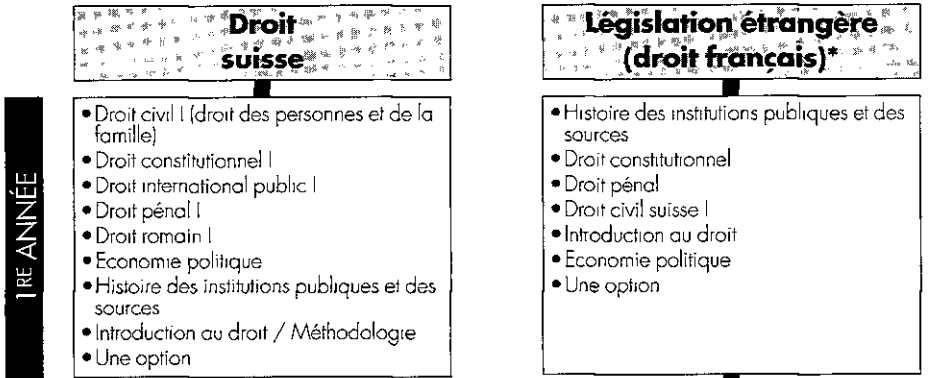 Droit
suisse
Législation étrangère
(droit français)*
1RE ANNÉE
• Droit civil I (droit des personnes et de la
famille)
• Droit constitutionnel I
• Droit international public I
• Droit pénal I
• Droit romain I
• Economie politique
• Histoire des institutions publiques et des
sources
• Introduction au droit / Méthodologie
• Une option
• Histoire des institutions publiques et des
sources
• Droit constitutionnel
• Droit pénal
• Droit civil suisse I
• Introduction au droit
• Economie politique
• Une option